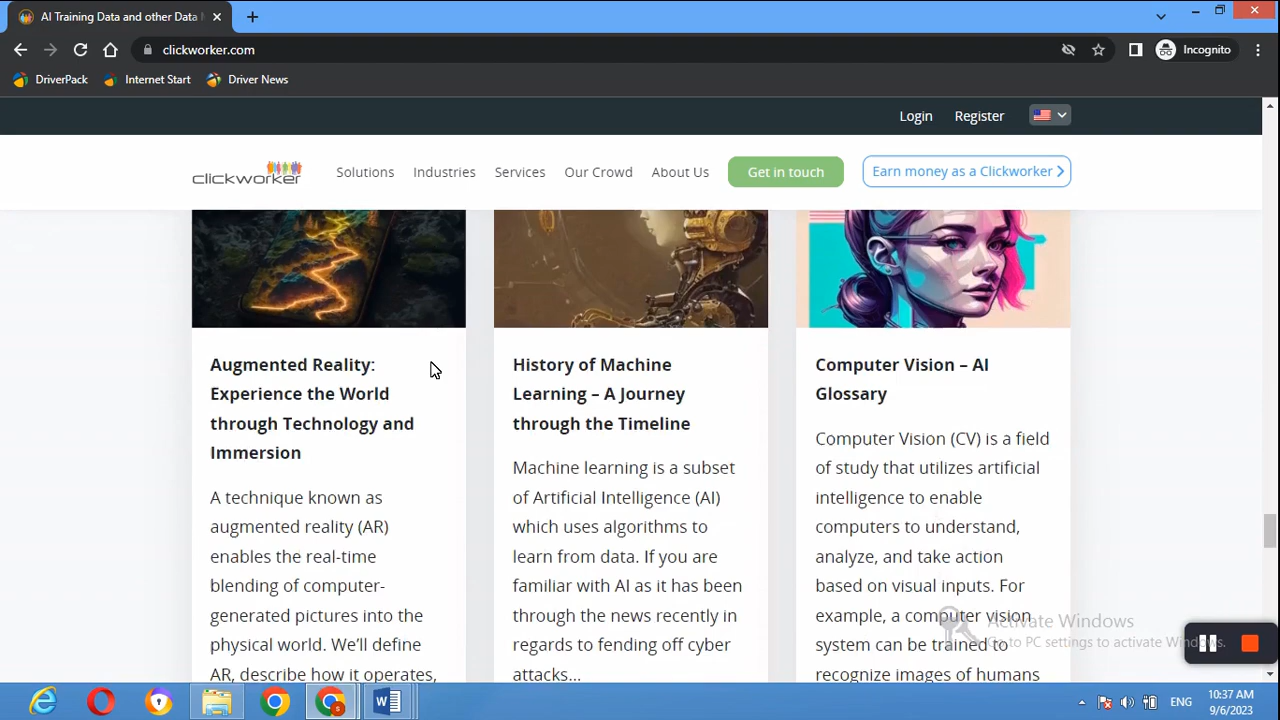 AI Training Data and other Data
clickworker.com
Incognito
DriverPack
Internet Start
Driver News
Login
Register
clickworker
Solutions
Industries
Services
Our Crowd
About Us
Get in touch
Earn money as a Clickworker
Augmented Reality:
Experience the World
through Technology and
Immersion
A technique known as
augmented reality (AR)
enables the real-time
blending of computer-
generated pictures into the
physical world. We'll define
AR, describe how it operates,
History of Machine
Learning – A Journey
through the Timeline
Machine learning is a subset
of Artificial Intelligence (AI)
which uses algorithms to
learn from data. If you are
familiar with AI as it has been
through the news recently in
regards to fending off cyber
attacks...
Computer Vision – AI
Glossary
Computer Vision (CV) is a field
of study that utilizes artificial
intelligence to enable
computers to understand,
analyze, and take action
based on visual inputs. For
example, a computer vision
system can be trained to
recognize images of humans
Activate Windows
Go to PC settings to activate Windows.
ENG
10:37 AM
9/6/2023